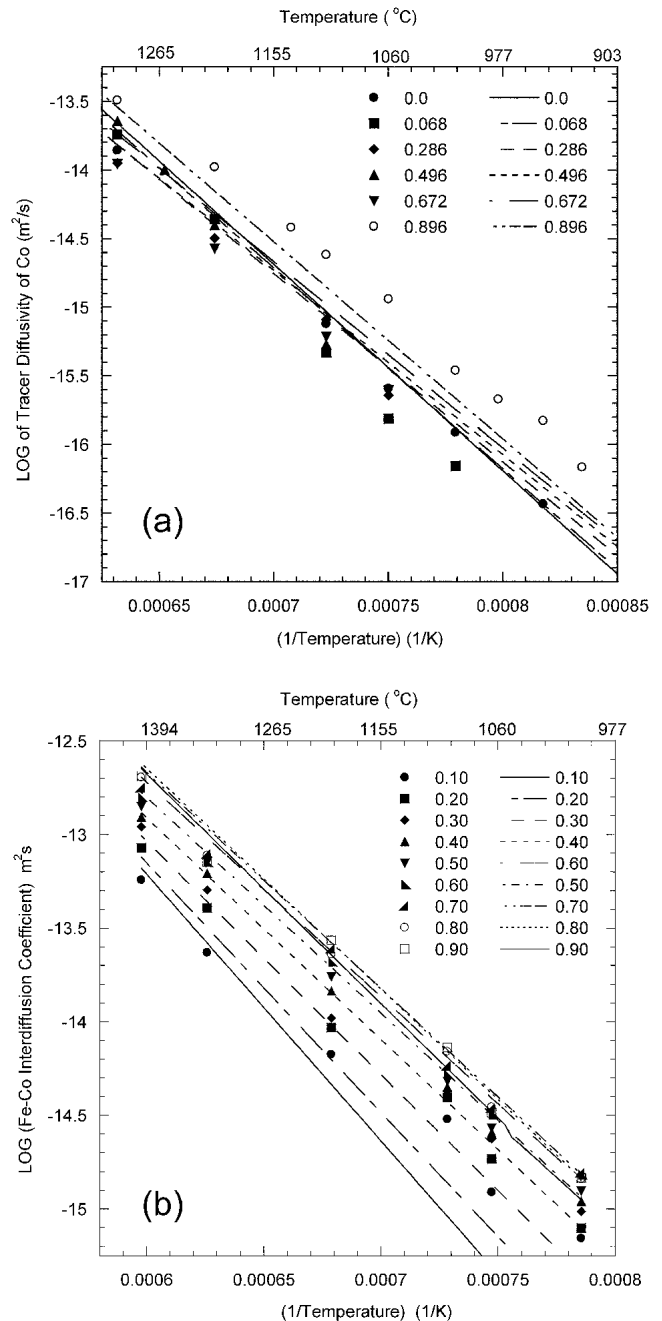 Temperature ( °C)
1265 1155 1060 977 903
-13.5
-14
-14.5
-15
-15.5
-16
-16.5
-17
LOG of Tracer Diffusivity of Co (m²/s)
0.0 0.0
0.068 0.068
0.286 0.286
0.496 0.496
0.672 0.672
0.896 0.896
(a)
0.00065 0.0007 0.00075 0.0008 0.00085
(1/Temperature) (1/K)
Temperature ( °C)
1394 1265 1155 1060 977
-12.5
-13
-13.5
-14
-14.5
-15
LOG (Fe-Co Interdiffusion Coefficient) m²s
0.10 0.10
0.20 0.20
0.30 0.30
0.40 0.40
0.50 0.60
0.60 0.50
0.70 0.70
0.80 0.80
0.90 0.90
(b)
0.0006 0.00065 0.0007 0.00075 0.0008
(1/Temperature) (1/K)